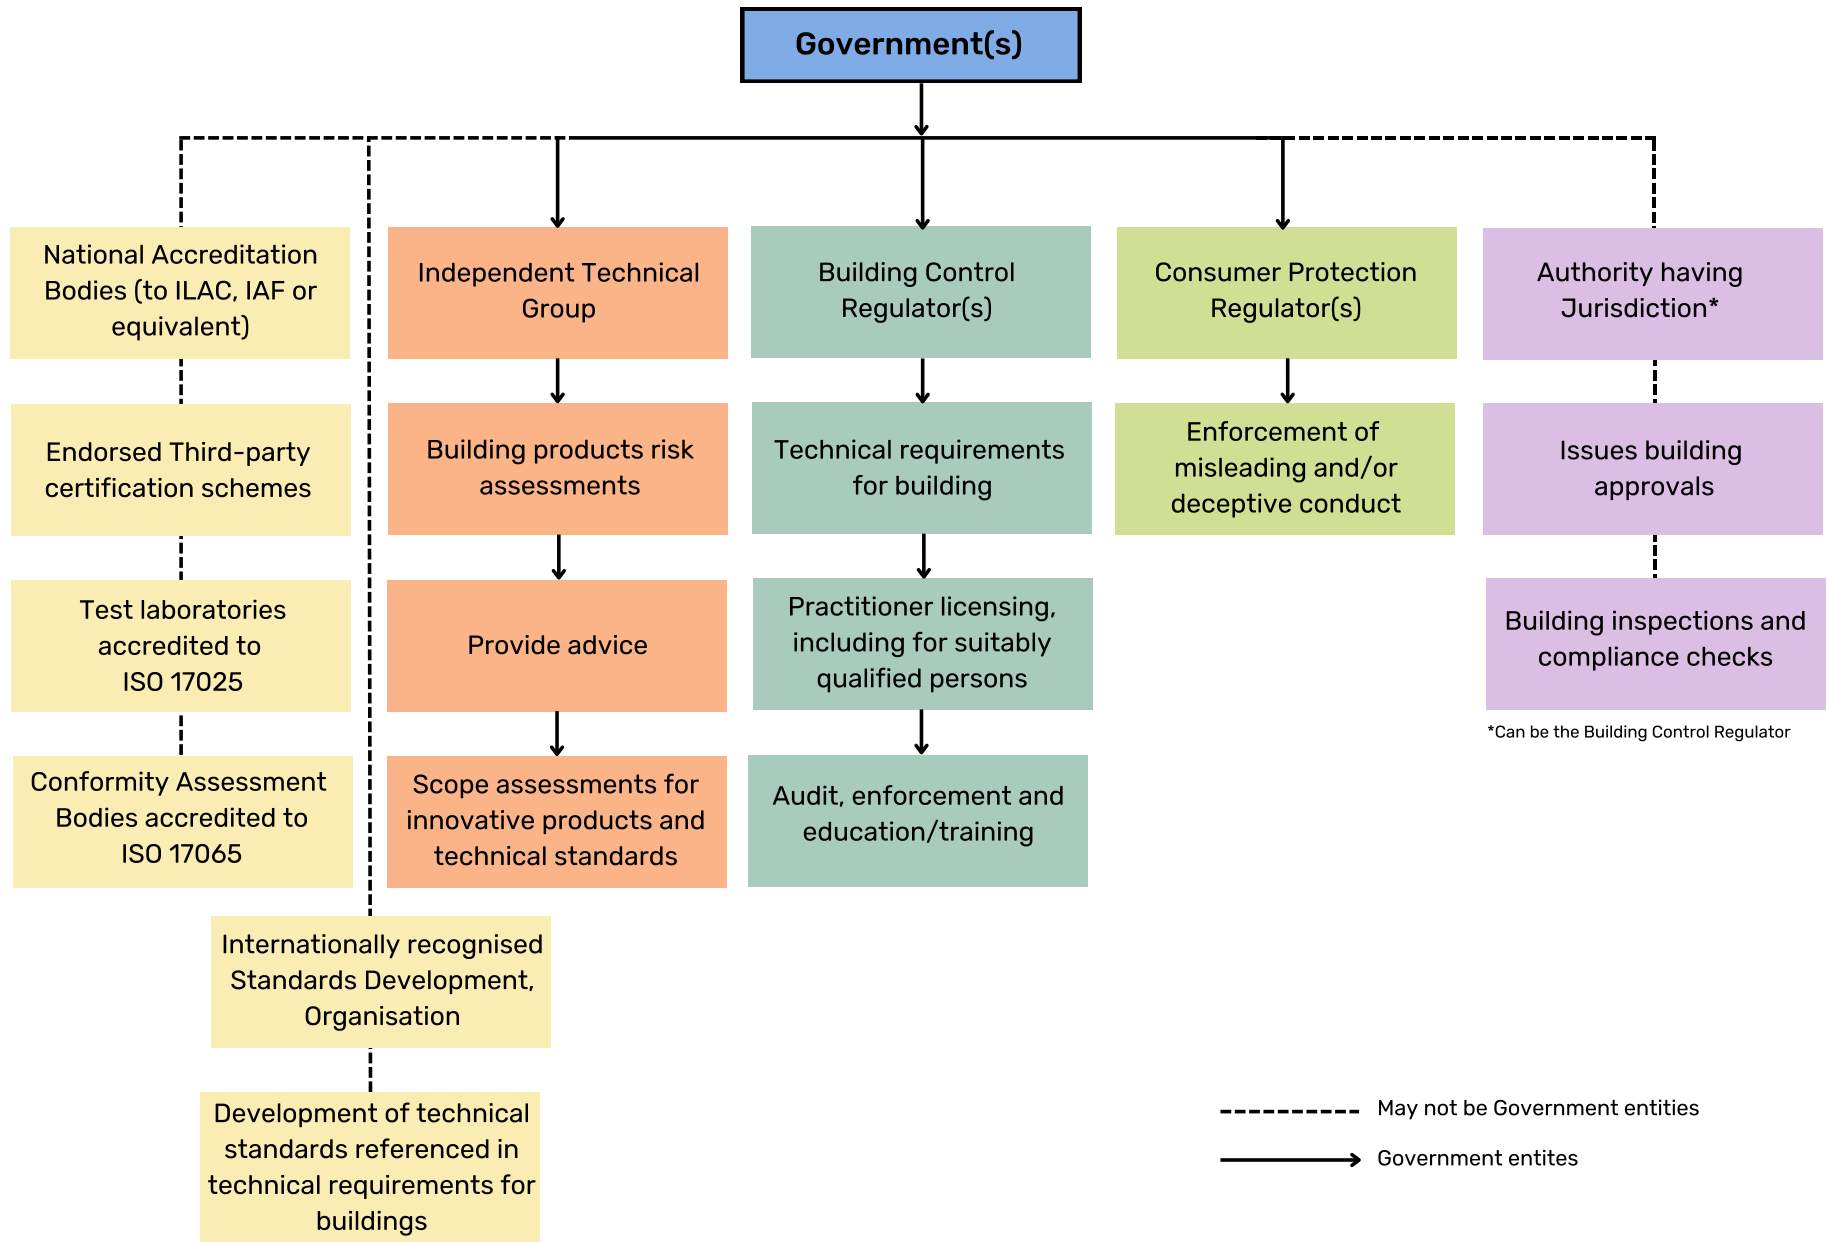 Government(s)
National Accreditation
Bodies (to ILAC, IAF or
equivalent)
Endorsed Third-party
certification schemes
Test laboratories
accredited to
ISO 17025
Conformity Assessment
Bodies accredited to
ISO 17065
Internationally recognised
Standards Development,
Organisation
Development of technical
standards referenced in
technical requirements for
buildings
Independent Technical
Group
Building products risk
assessments
Provide advice
Scope assessments for
innovative products and
technical standards
Building Control
Regulator(s)
Technical requirements
for building
Practitioner licensing,
including for suitably
qualified persons
Audit, enforcement and
education/training
Consumer Protection
Regulator(s)
Enforcement of
misleading and/or
deceptive conduct
Authority having
Jurisdiction*
Issues building
approvals
Building inspections and
compliance checks
*Can be the Building Control Regulator
May not be Government entities
Government entites